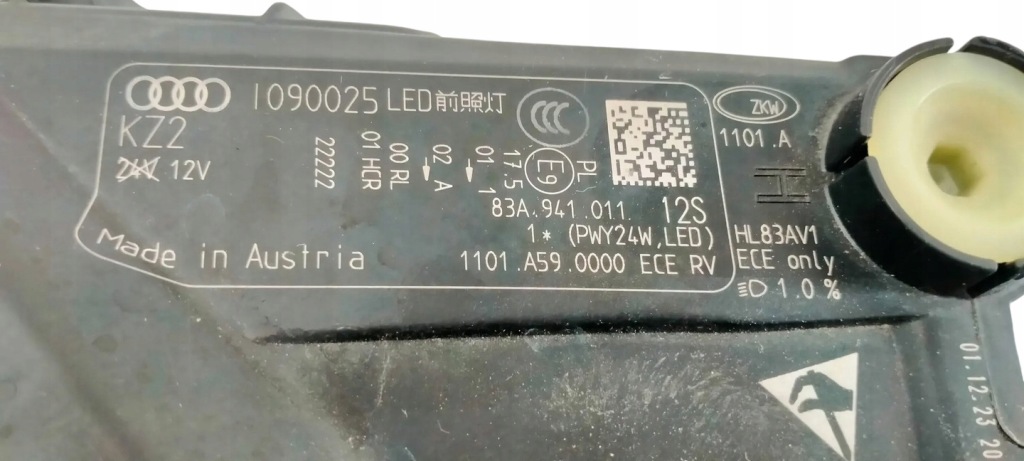 1090025 LED前照灯
KZ2
24V 12V
22222
01 HCR
00 RL
02 A
01 1
17.5
E9
PL
CCC
83A.941.011. 12S
1* (PWY24W,LED)
Made in Austria
1101.A59.0000 ECE RV
ZKW
1101.A
HL83AV1
ECE only
1.0%
01.12.23 20